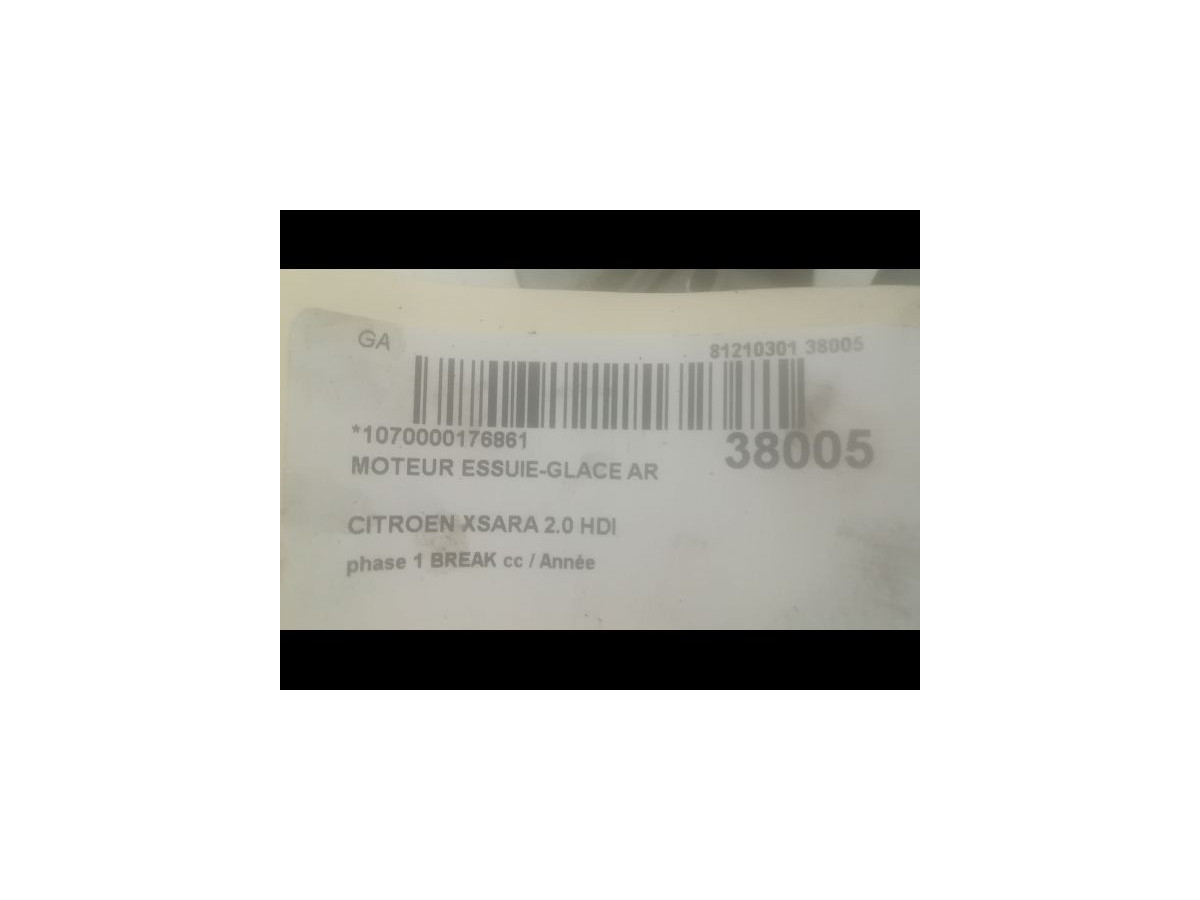 GA
81210301 38005
*1070000176861
38005
MOTEUR ESSUIE-GLACE AR
CITROEN XSARA 2.0 HDI
phase 1 BREAK cc / Année